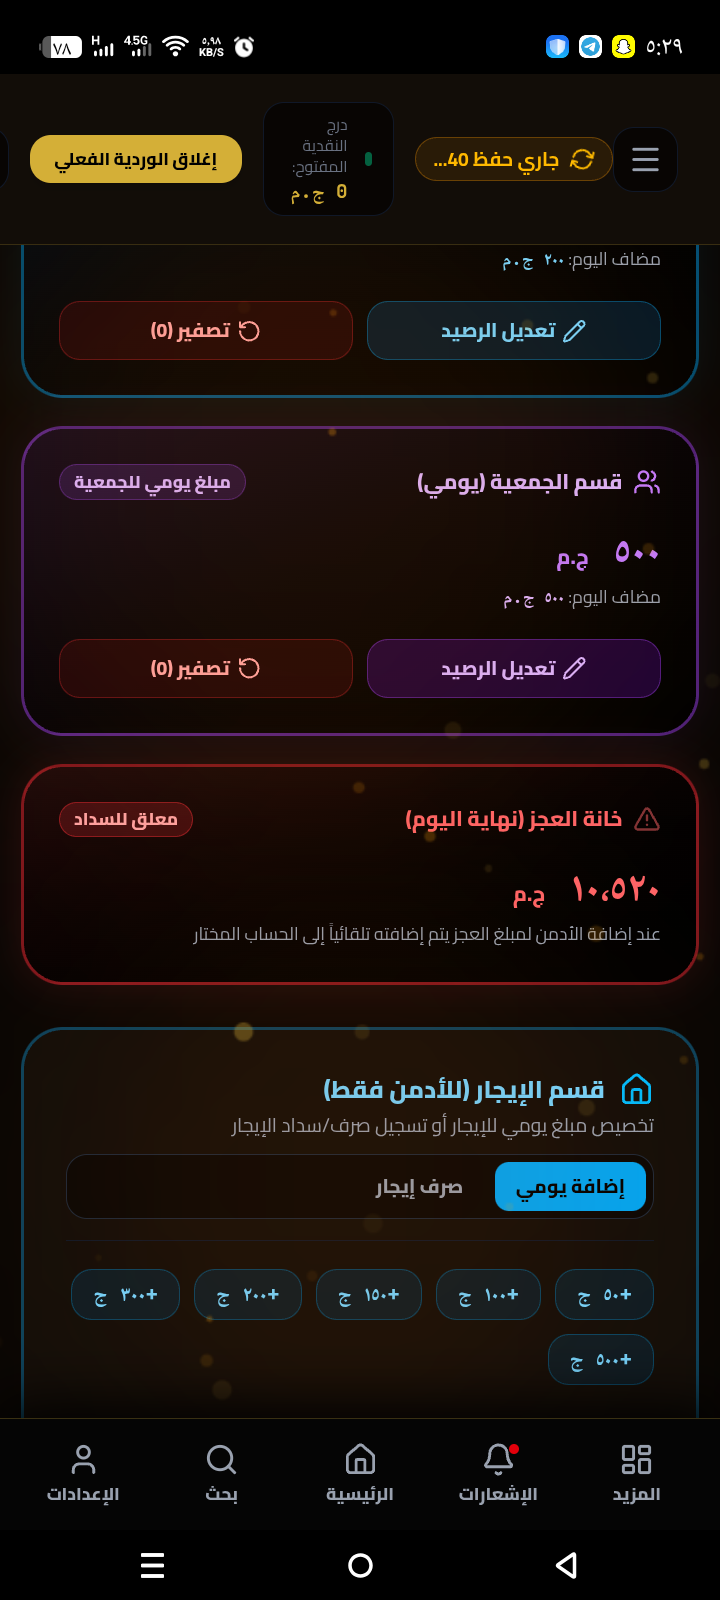 ٥:٢٩
٥,٩٨ KB/S
4.5G
H
٧٨
جاري حفظ 40...
درج
النقدية
المفتوح:
0 ج.م
إغلاق الوردية الفعلي
مضاف اليوم: ٢٠٠ ج.م
تعديل الرصيد
تصفير (0)
قسم الجمعية (يومي)
مبلغ يومي للجمعية
٥٠٠ ج.م
مضاف اليوم: ٥٠٠ ج.م
تعديل الرصيد
تصفير (0)
خانة العجز (نهاية اليوم)
معلق للسداد
١٠,٥٢٠ ج.م
عند إضافة الأدمن لمبلغ العجز يتم إضافته تلقائياً إلى الحساب المختار
قسم الإيجار (للأدمن فقط)
تخصيص مبلغ يومي للإيجار أو تسجيل صرف/سداد الإيجار
إضافة يومي
صرف إيجار
+٥٠ ج
+١٠٠ ج
+١٥٠ ج
+٢٠٠ ج
+٣٠٠ ج
+٥٠٠ ج
المزيد
الإشعارات
الرئيسية
بحث
الإعدادات